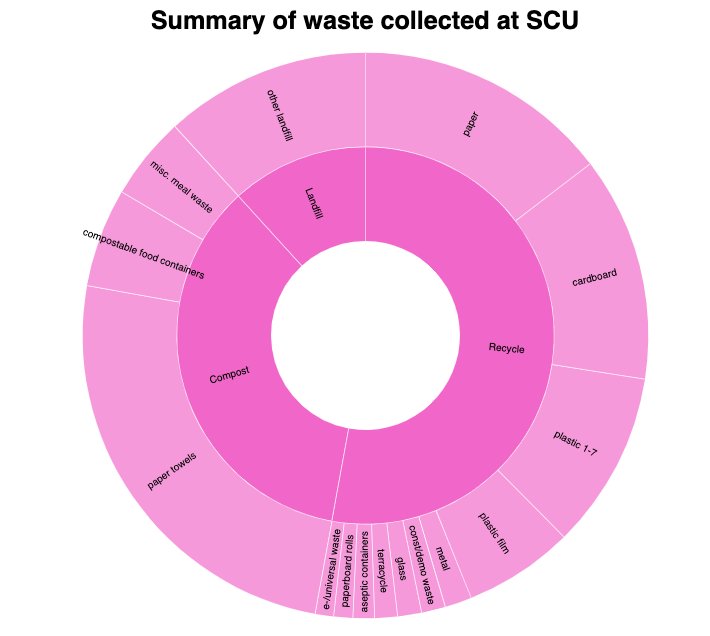 Summary of waste collected at SCU
other landfill
paper
misc. meal waste
Landfill
compostable food containers
cardboard
Recycle
Compost
plastic 1-7
paper towels
plastic film
e-/universal waste
paperboard rolls
aseptic containers
terracycle
glass
const/demo waste
metal